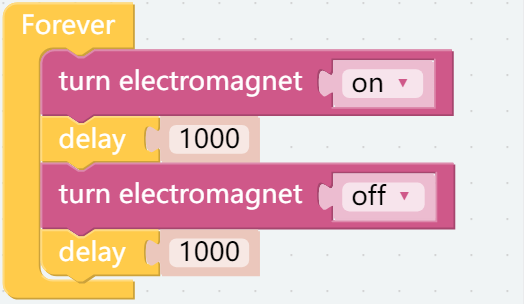 Forever
turn electromagnet on
delay 1000
turn electromagnet off
delay 1000